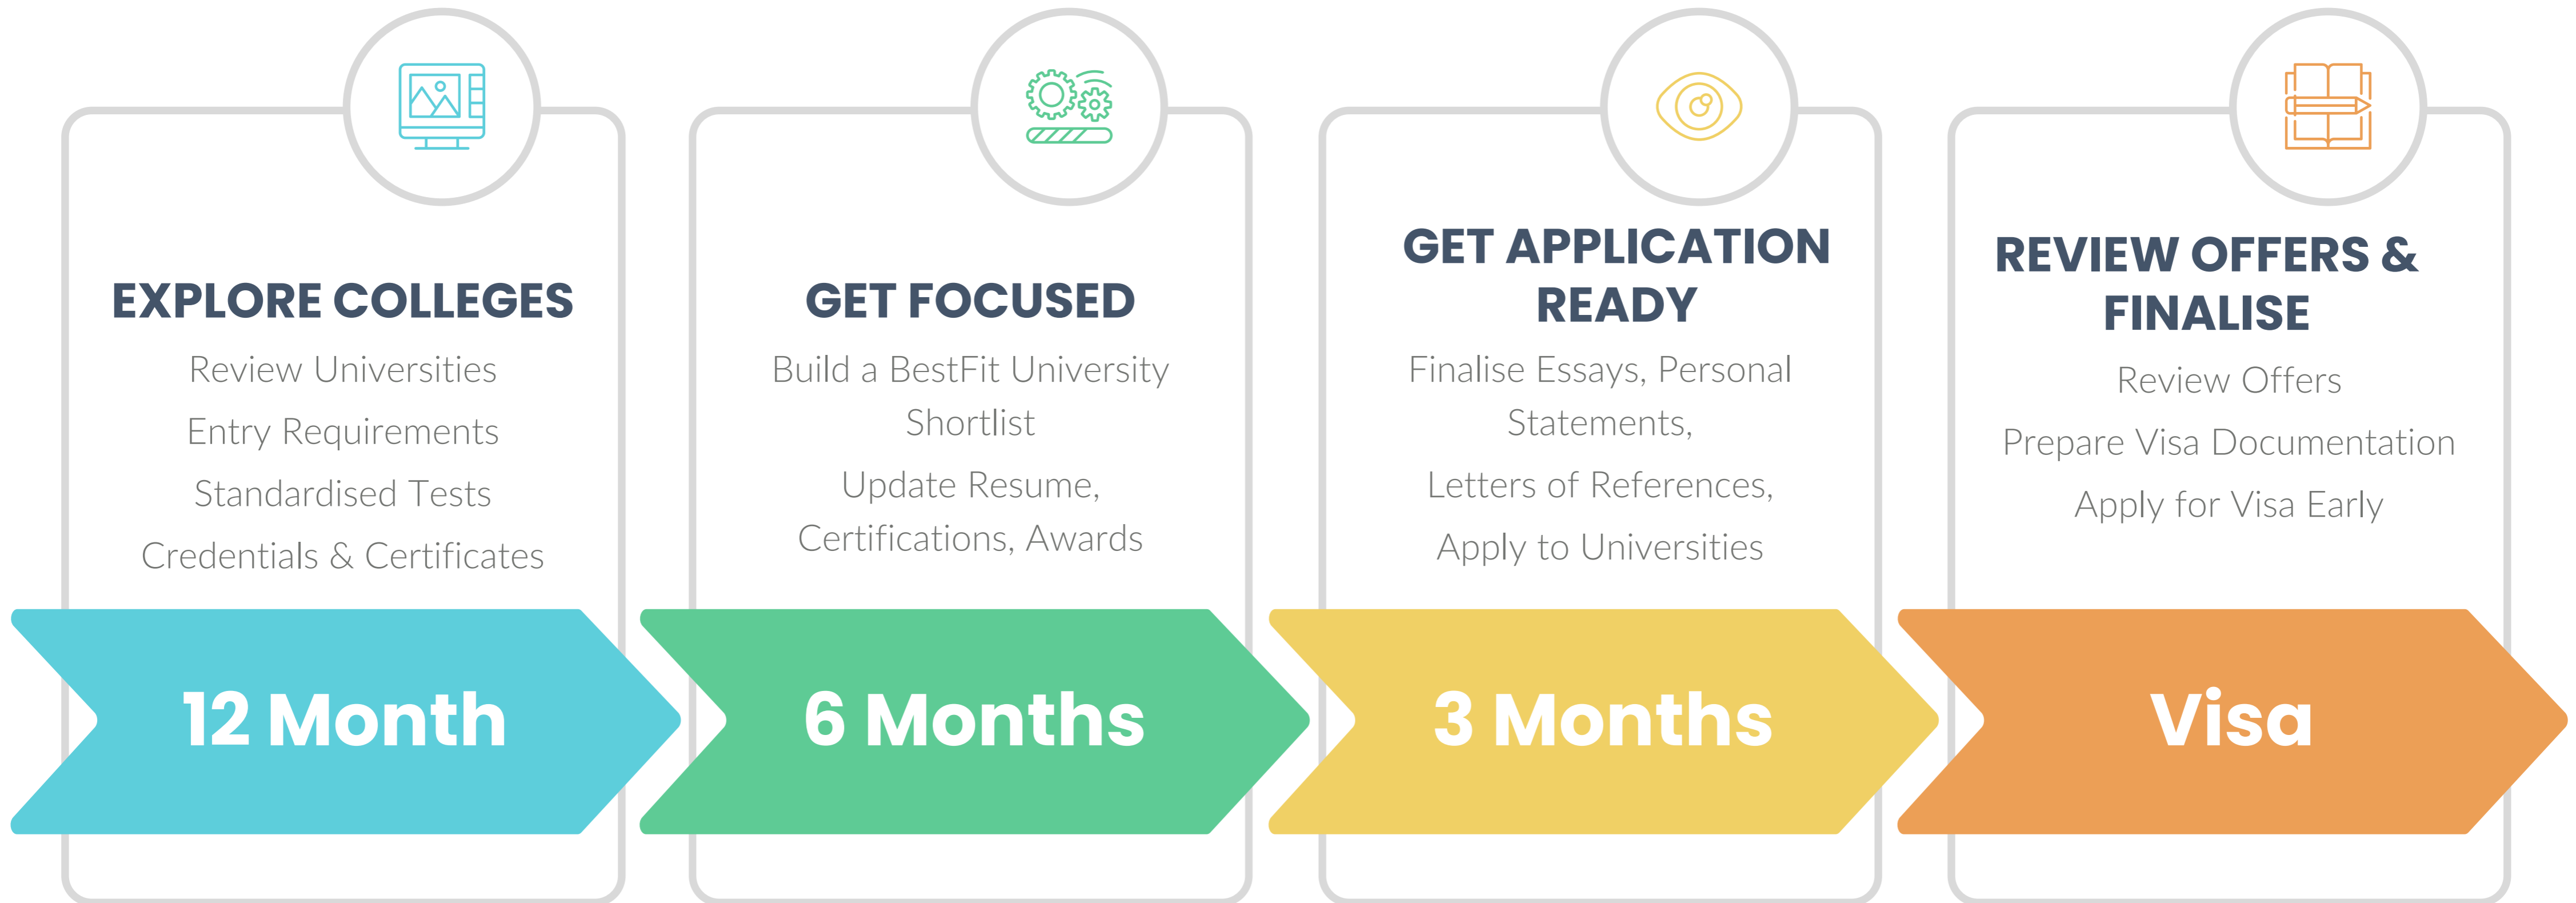 EXPLORE COLLEGES
Review Universities
Entry Requirements
Standardised Tests
Credentials & Certificates
12 Month
GET FOCUSED
Build a BestFit University
Shortlist
Update Resume,
Certifications, Awards
6 Months
GET APPLICATION
READY
Finalise Essays, Personal
Statements,
Letters of References,
Apply to Universities
3 Months
REVIEW OFFERS &
FINALISE
Review Offers
Prepare Visa Documentation
Apply for Visa Early
Visa